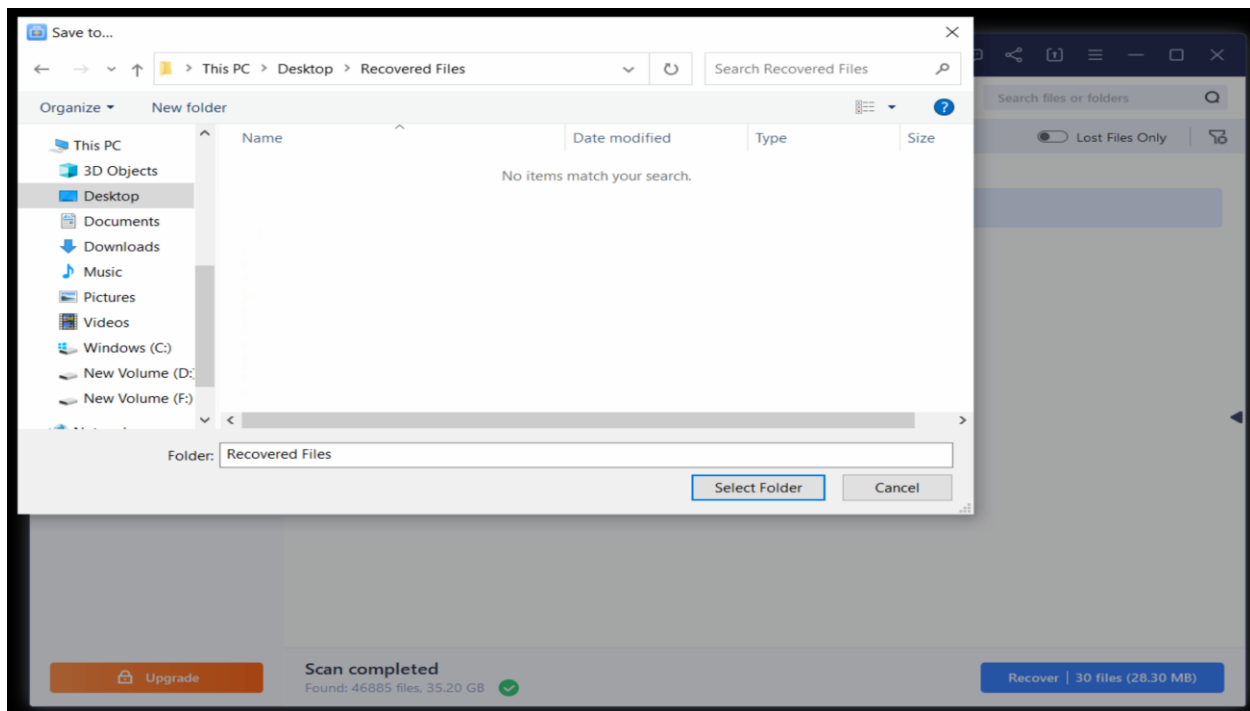 Save to...
This PC > Desktop > Recovered Files
Search Recovered Files
Organize
New folder
Search files or folders
Lost Files Only
Name
Date modified
Type
Size
No items match your search.
This PC
3D Objects
Desktop
Documents
Downloads
Music
Pictures
Videos
Windows (C:)
New Volume (D:)
New Volume (F:)
Folder: Recovered Files
Select Folder
Cancel
Upgrade
Scan completed
Found: 46885 files, 35.20 GB
Recover | 30 files (28.30 MB)